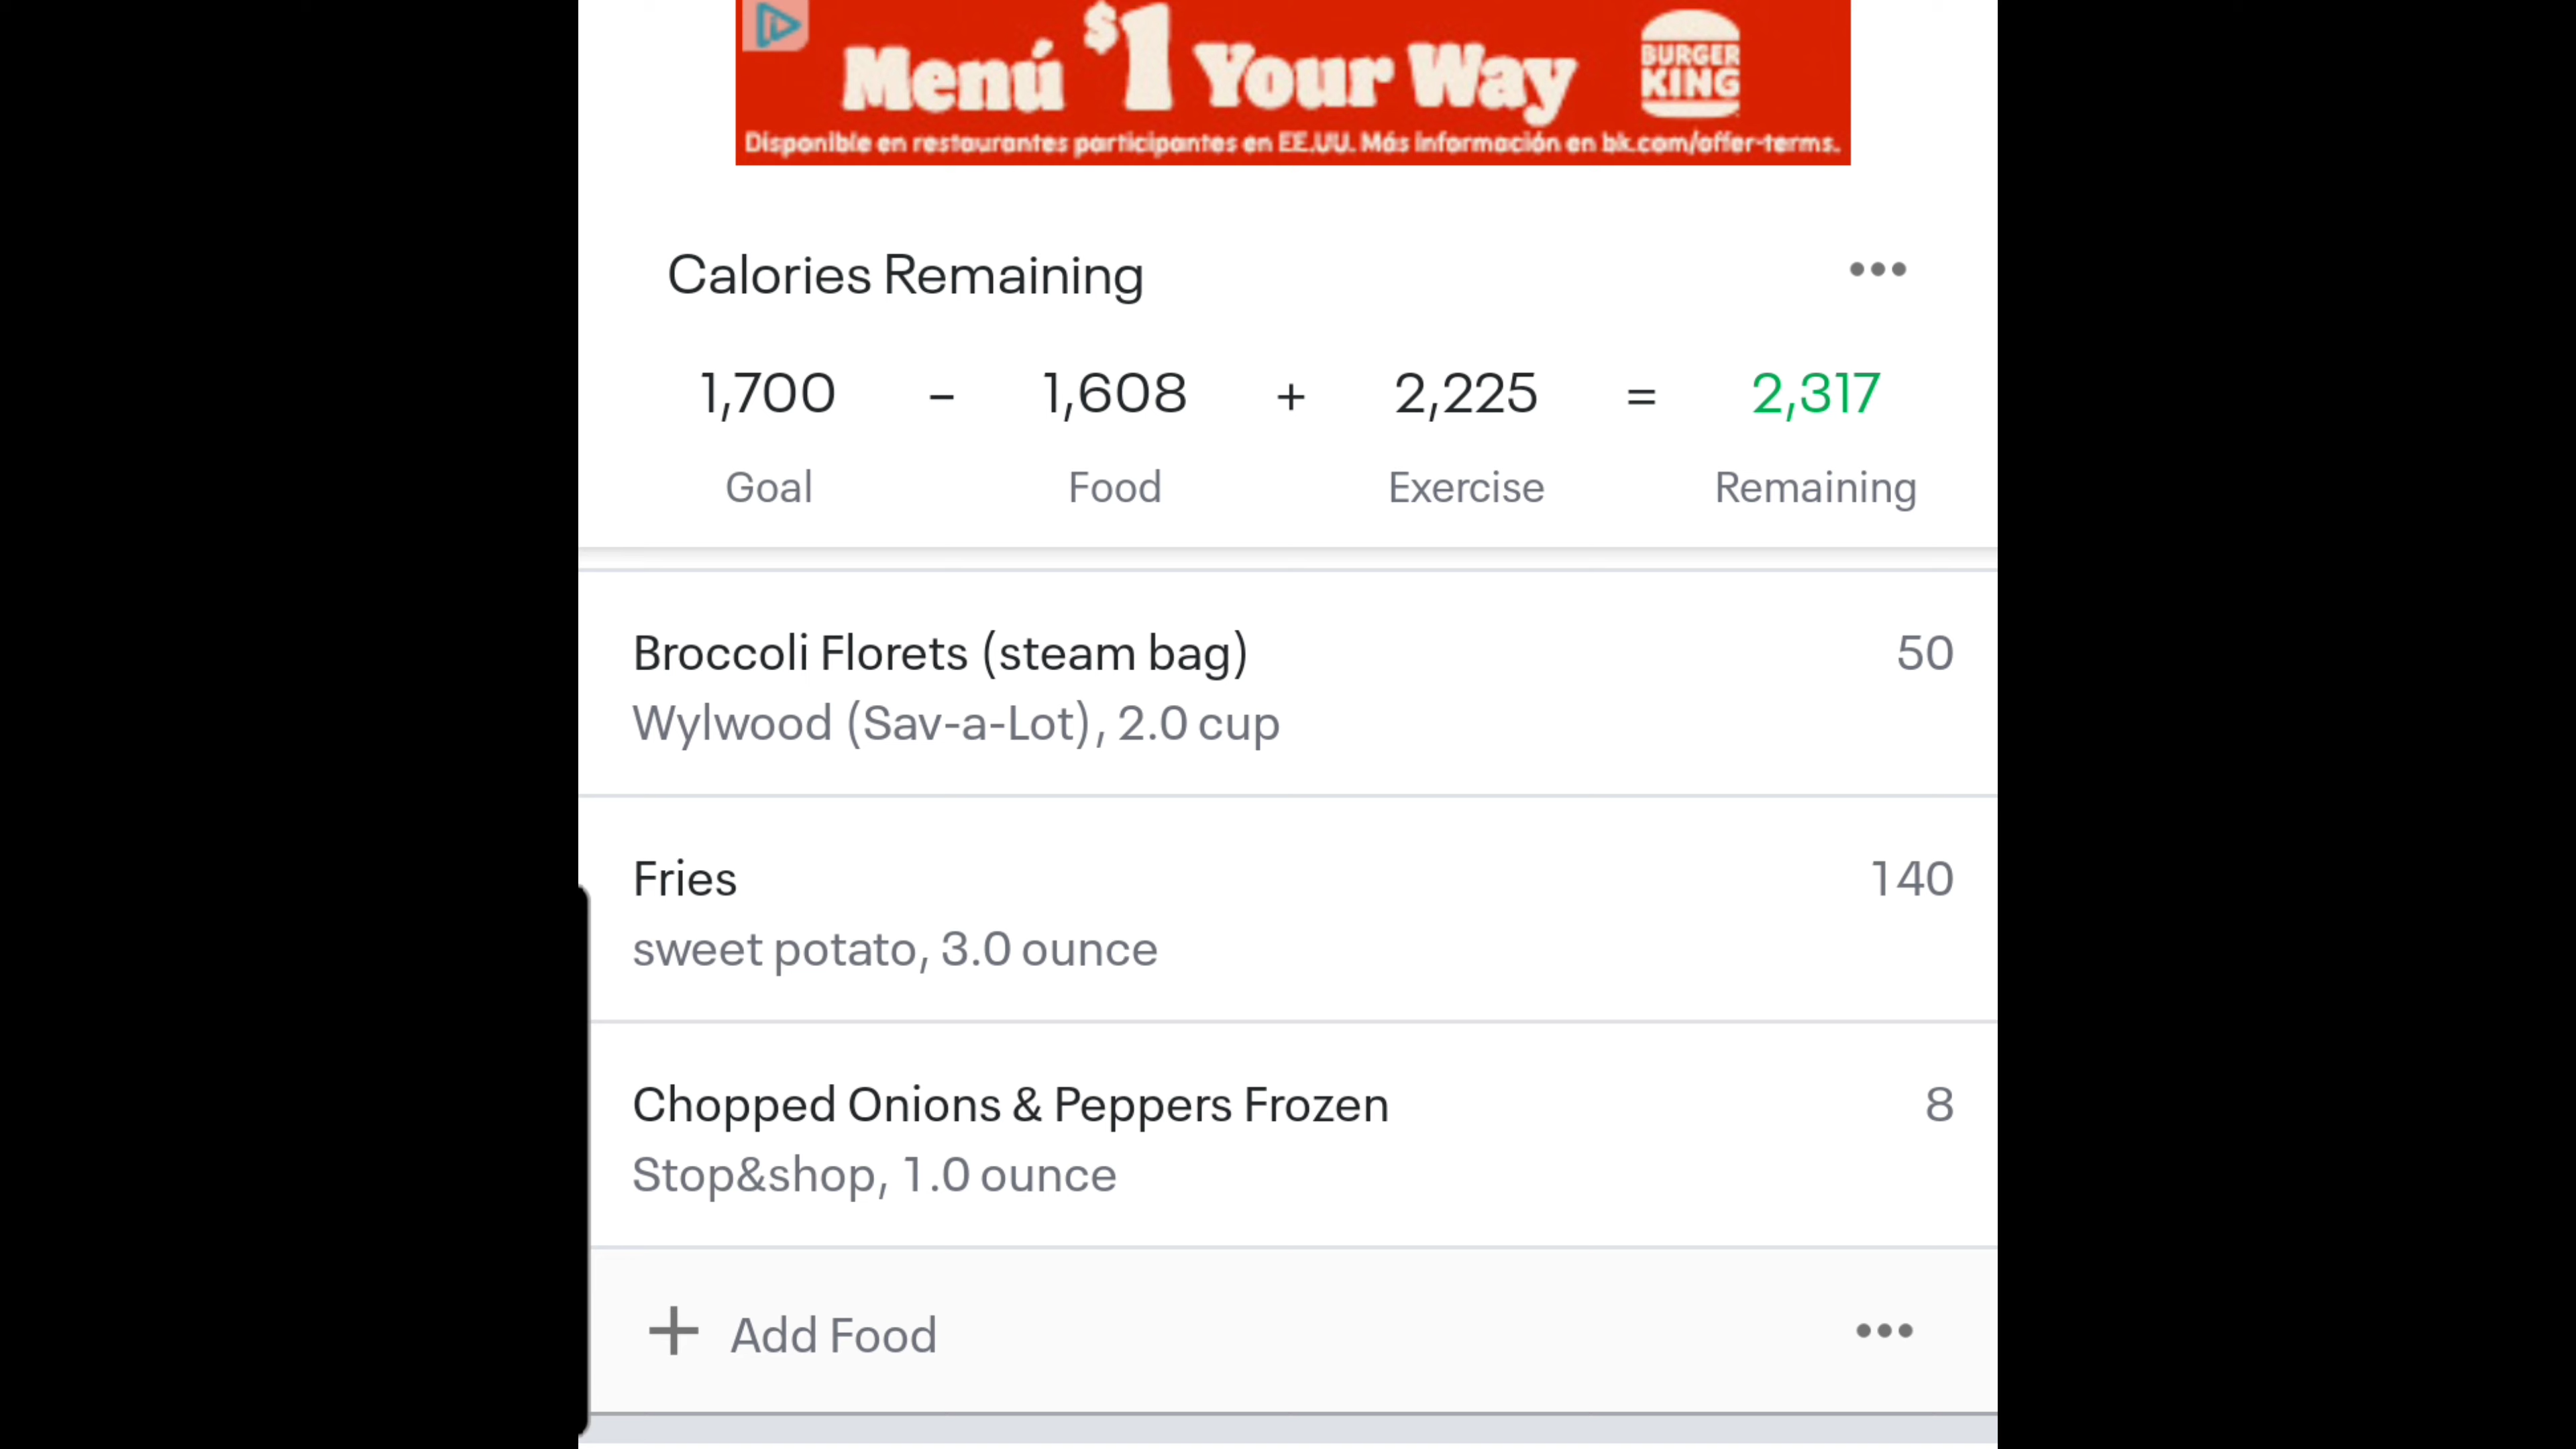 Menú $1 Your Way
BURGER
KING
Disponible en restaurantes participantes en EE.UU. Más información en bk.com/offer-terms.
Calories Remaining
1,700 - 1,608 + 2,225 = 2,317
Goal Food Exercise Remaining
Broccoli Florets (steam bag) 50
Wylwood (Sav-a-Lot), 2.0 cup
Fries 140
sweet potato, 3.0 ounce
Chopped Onions & Peppers Frozen 8
Stop&shop, 1.0 ounce
+ Add Food